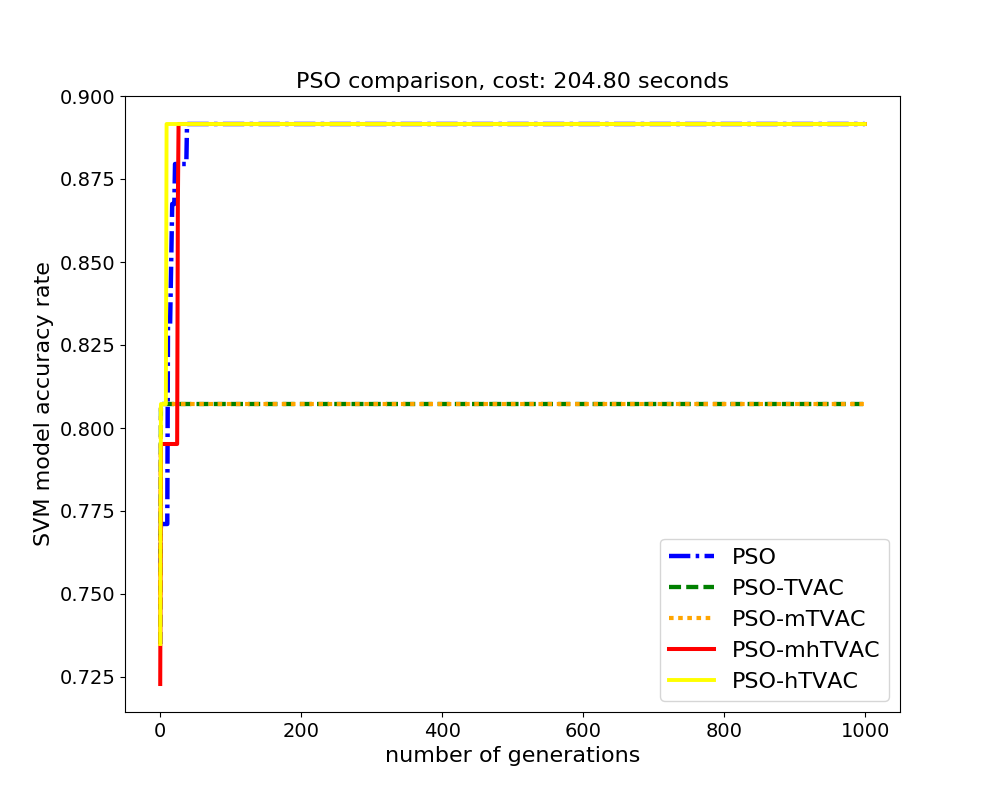 PSO comparison, cost: 204.80 seconds
0.900
0.875
0.850
0.825
0.800
0.775
0.750
0.725
SVM model accuracy rate
PSO
PSO-TVAC
PSO-mTVAC
PSO-mhTVAC
PSO-hTVAC
0 200 400 600 800 1000
number of generations